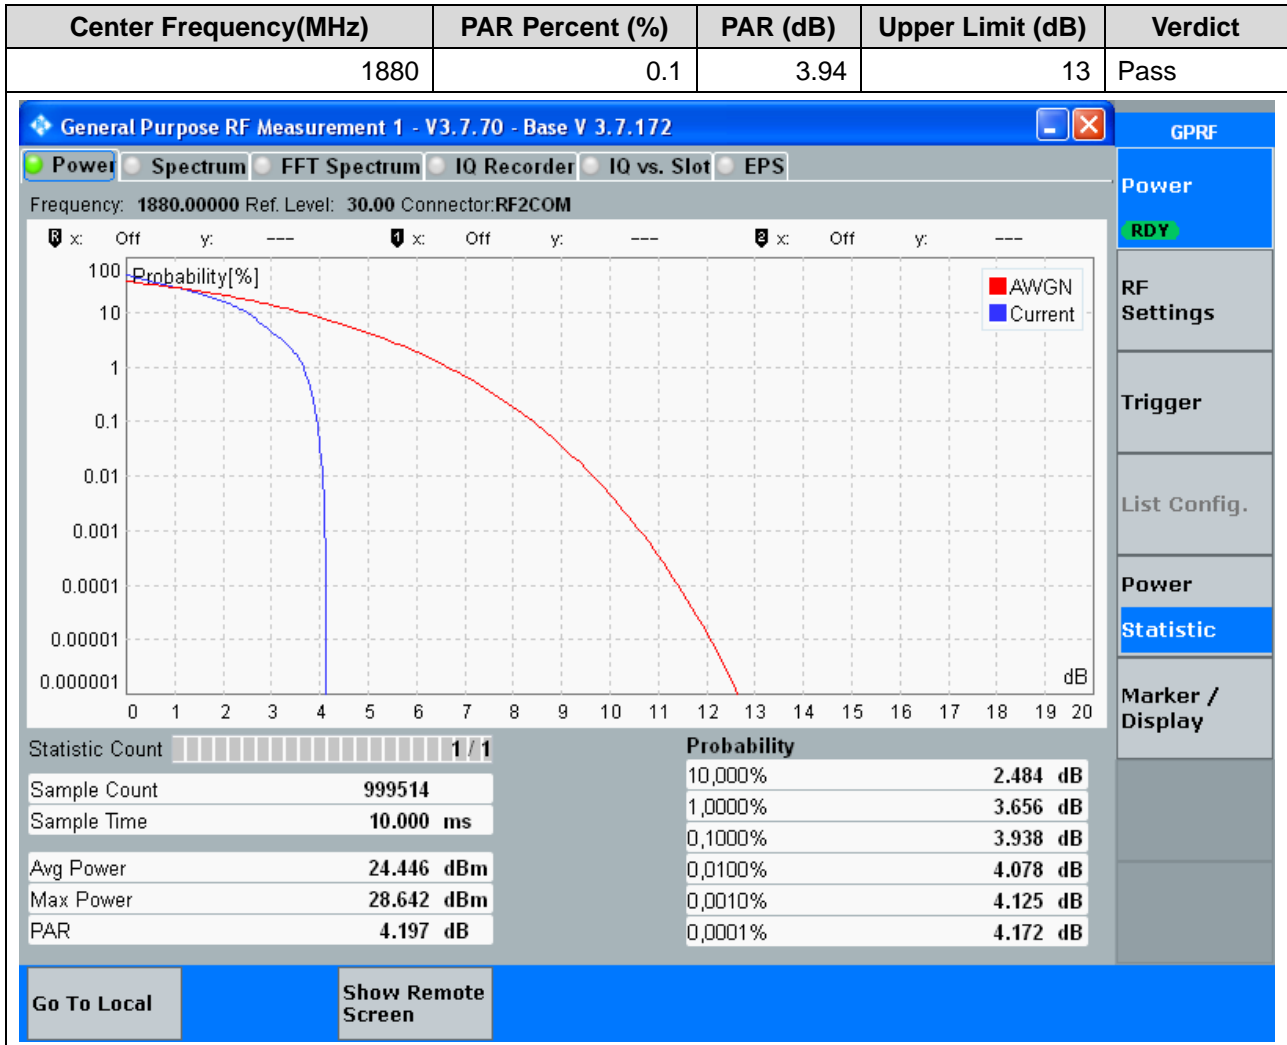 Center Frequency(MHz) PAR Percent (%) PAR (dB) Upper Limit (dB) Verdict
1880 0.1 3.94 13 Pass
General Purpose RF Measurement 1 - V3.7.70 - Base V 3.7.172
GPRF
Power Spectrum FFT Spectrum IQ Recorder IQ vs. Slot EPS
Power
RDY
Frequency: 1880.00000 Ref. Level: 30.00 Connector:RF2COM
R x: Off y: --- 1 x: Off y: --- 2 x: Off y: ---
100 Probability[%]
AWGN
Current
10
1
0.1
0.01
0.001
0.0001
0.00001
0.000001
dB
0 1 2 3 4 5 6 7 8 9 10 11 12 13 14 15 16 17 18 19 20
RF
Settings
Trigger
List Config.
Power
Statistic
Marker /
Display
Statistic Count 1 / 1
Sample Count 999514
Sample Time 10.000 ms
Avg Power 24.446 dBm
Max Power 28.642 dBm
PAR 4.197 dB
Probability
10,000% 2.484 dB
1,0000% 3.656 dB
0,1000% 3.938 dB
0,0100% 4.078 dB
0,0010% 4.125 dB
0,0001% 4.172 dB
Go To Local
Show Remote
Screen